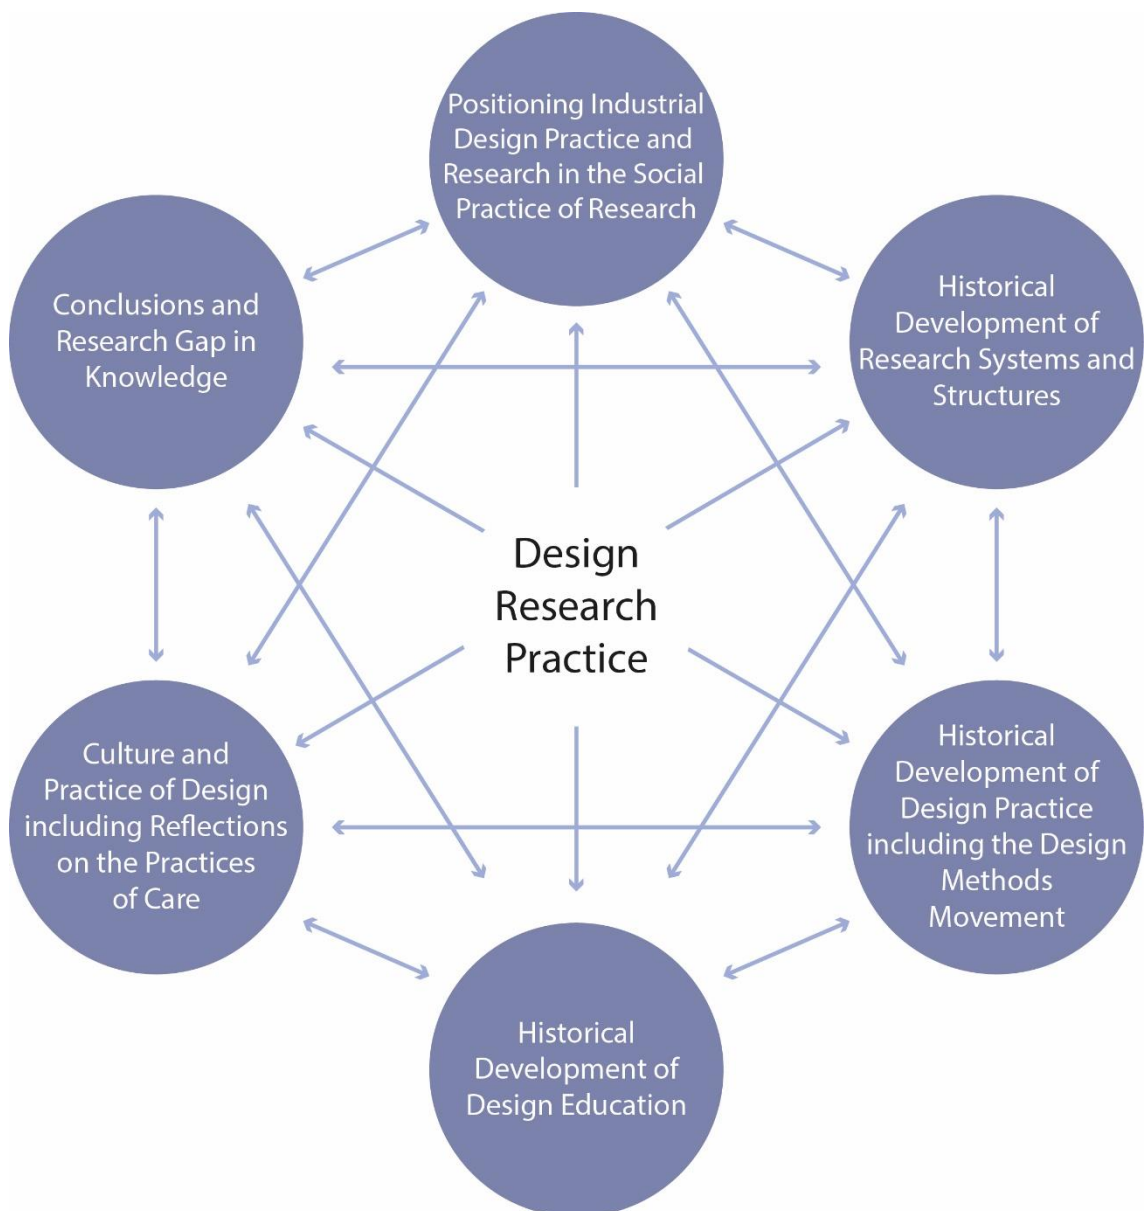 Positioning Industrial
Design Practice and
Research in the Social
Practice of Research
Conclusions and
Research Gap in
Knowledge
Historical
Development of
Research Systems and
Structures
Design
Research
Practice
Culture and
Practice of Design
including Reflections
on the Practices
of Care
Historical
Development of
Design Practice
including the Design
Methods
Movement
Historical
Development of
Design Education